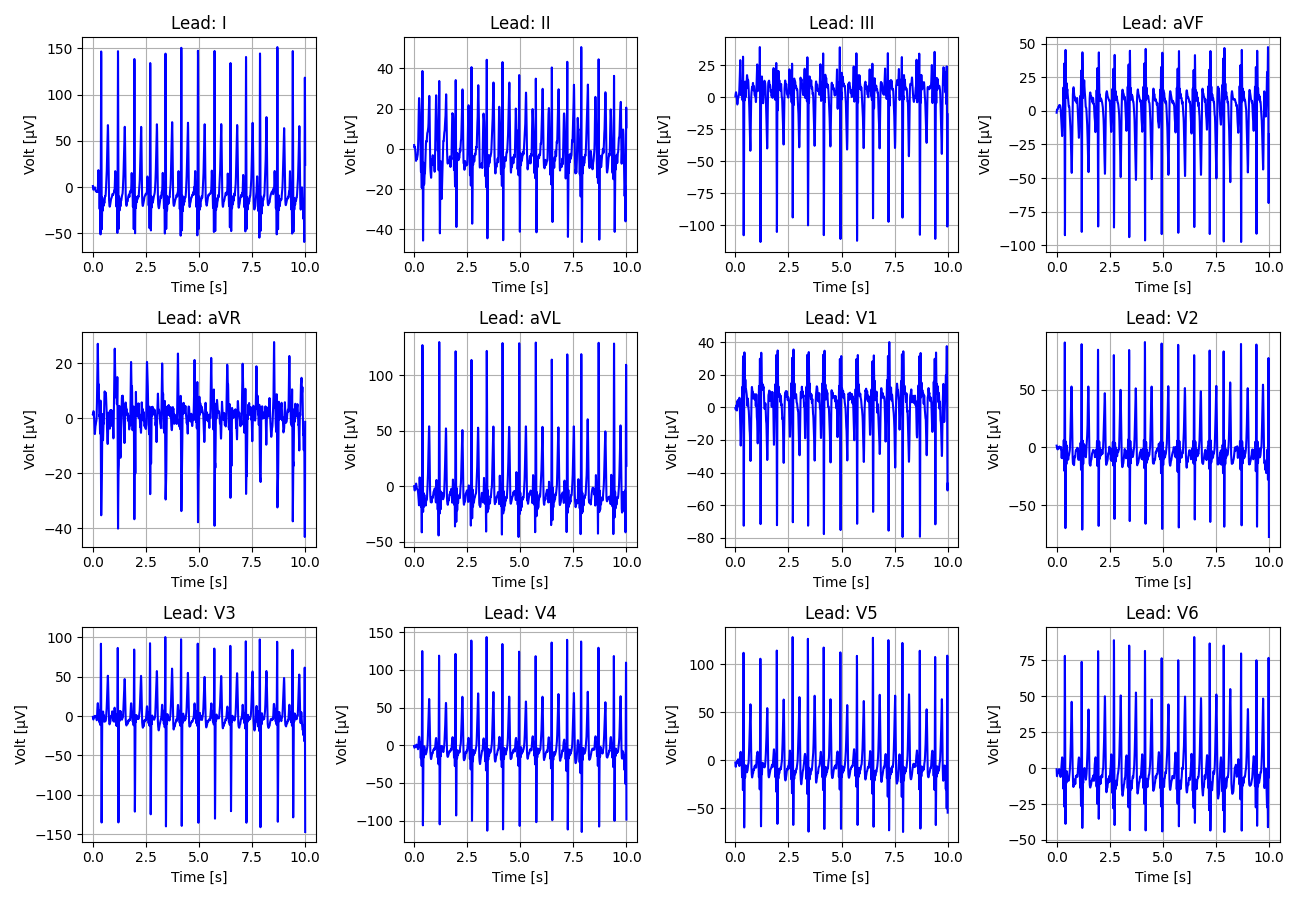 Lead: I Lead: II Lead: III Lead: aVF
Volt [µV] 150 100 50 0 −50
Volt [µV] 40 20 0 −20 −40
Volt [µV] 25 0 −25 −50 −75 −100
Volt [µV] 50 25 0 −25 −50 −75 −100
0.0 2.5 5.0 7.5 10.0 0.0 2.5 5.0 7.5 10.0 0.0 2.5 5.0 7.5 10.0 0.0 2.5 5.0 7.5 10.0
Time [s] Time [s] Time [s] Time [s]
Lead: aVR Lead: aVL Lead: V1 Lead: V2
Volt [µV] 20 0 −20 −40
Volt [µV] 100 50 0 −50
Volt [µV] 40 20 0 −20 −40 −60 −80
Volt [µV] 50 0 −50
0.0 2.5 5.0 7.5 10.0 0.0 2.5 5.0 7.5 10.0 0.0 2.5 5.0 7.5 10.0 0.0 2.5 5.0 7.5 10.0
Time [s] Time [s] Time [s] Time [s]
Lead: V3 Lead: V4 Lead: V5 Lead: V6
Volt [µV] 100 50 0 −50 −100 −150
Volt [µV] 150 100 50 0 −50 −100
Volt [µV] 100 50 0 −50
Volt [µV] 75 50 25 0 −25 −50
0.0 2.5 5.0 7.5 10.0 0.0 2.5 5.0 7.5 10.0 0.0 2.5 5.0 7.5 10.0 0.0 2.5 5.0 7.5 10.0
Time [s] Time [s] Time [s] Time [s]